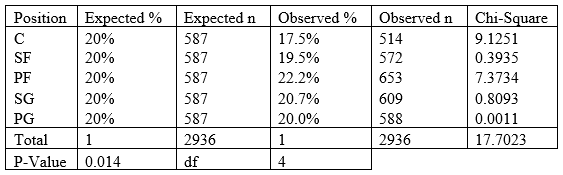 Position Expected % Expected n Observed % Observed n Chi-Square
C 20% 587 17.5% 514 9.1251
SF 20% 587 19.5% 572 0.3935
PF 20% 587 22.2% 653 7.3734
SG 20% 587 20.7% 609 0.8093
PG 20% 587 20.0% 588 0.0011
Total 1 2936 1 2936 17.7023
P-Value 0.014 df 4